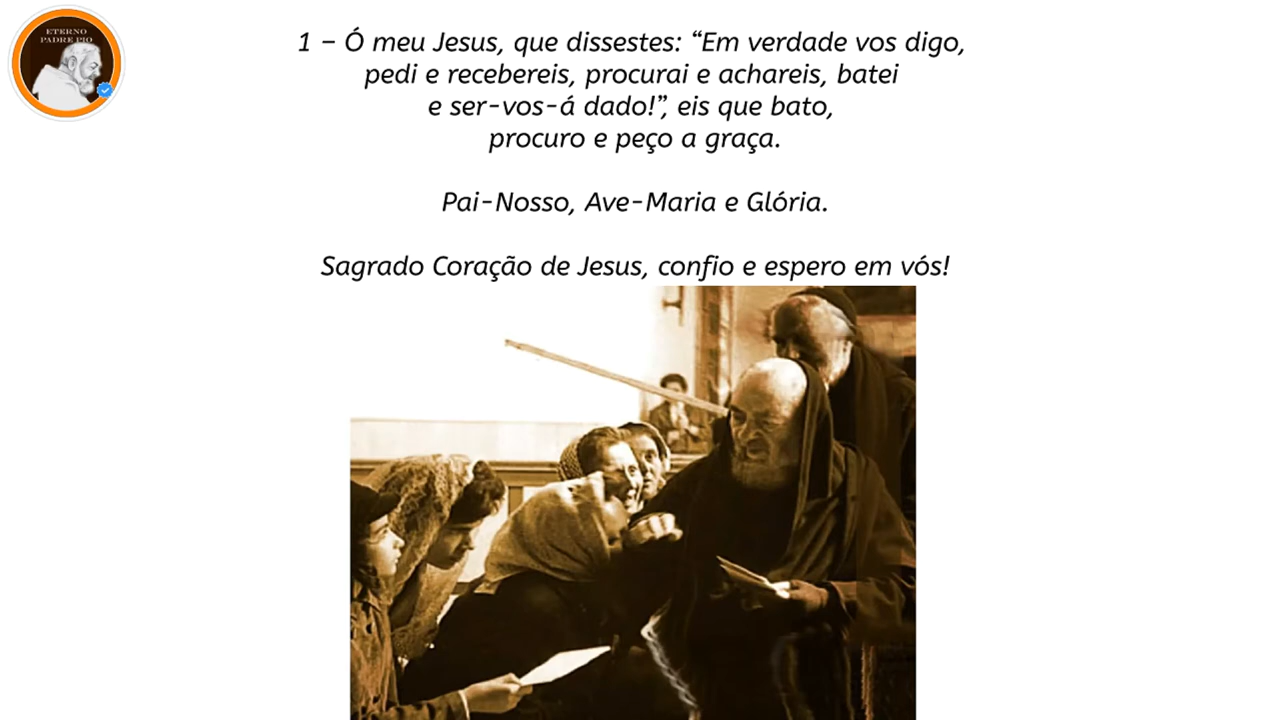 ETERNO
PADRE PIO
1 – Ó meu Jesus, que dissestes: “Em verdade vos digo,
pedi e recebereis, procurai e achareis, batei
e ser-vos-á dado!”, eis que bato,
procuro e peço a graça.
Pai-Nosso, Ave-Maria e Glória.
Sagrado Coração de Jesus, confio e espero em vós!